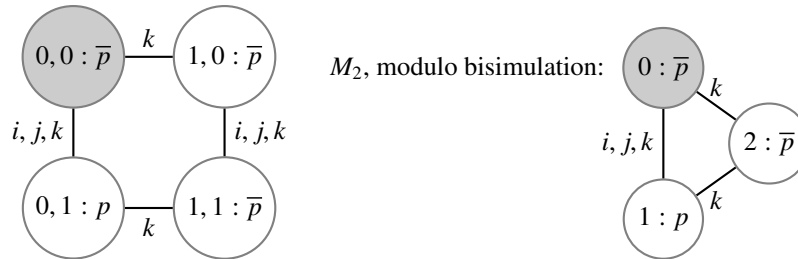 0, 0 : p̅
k
1, 0 : p̅
i, j, k
i, j, k
0, 1 : p
k
1, 1 : p̅
M₂, modulo bisimulation:
0 : p̅
k
i, j, k
2 : p̅
k
1 : p